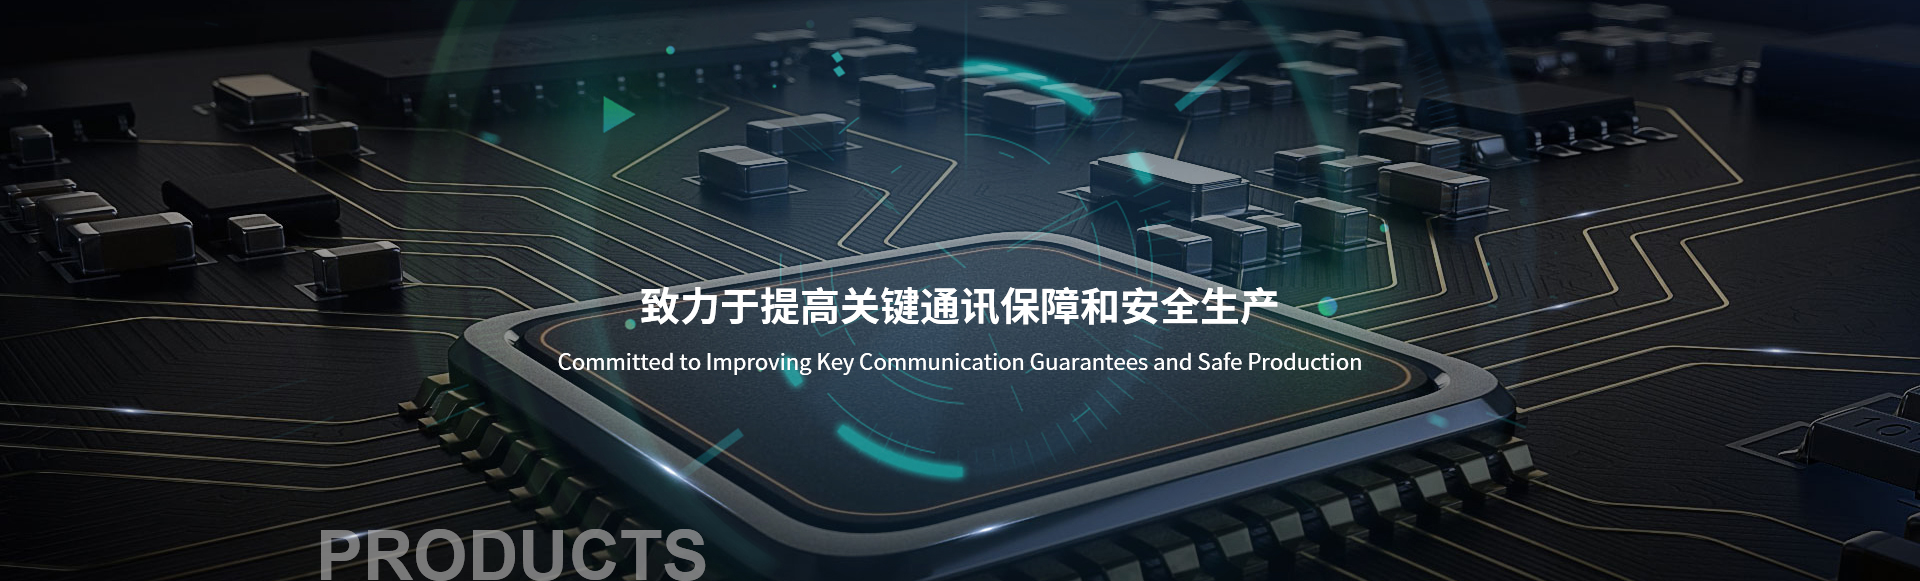 致力于提高关键通讯保障和安全生产
Committed to Improving Key Communication Guarantees and Safe Production
PRODUCTS